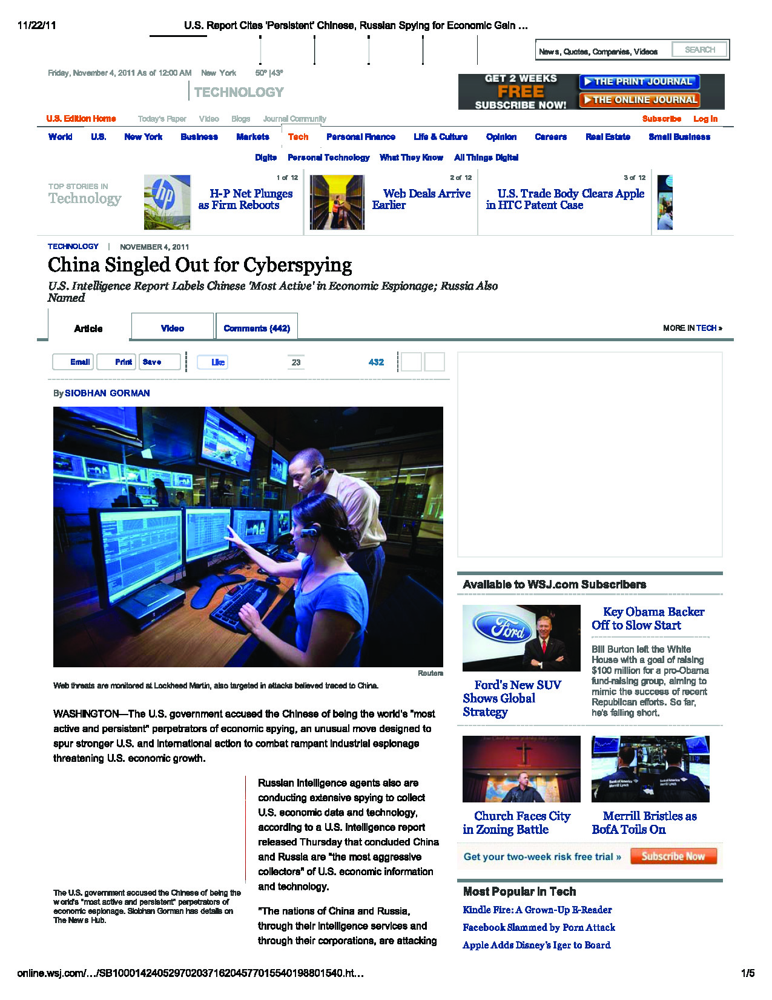 11/22/11
U.S. Report Cites 'Persistent' Chinese, Russian Spying for Economic Gain …
News, Quotes, Companies, Videos
SEARCH
Friday, November 4, 2011 As of 12:00 AM New York 50º | 43º
TECHNOLOGY
GET 2 WEEKS
FREE
SUBSCRIBE NOW!
THE PRINT JOURNAL
THE ONLINE JOURNAL
U.S. Edition Home Today's Paper Video Blogs Journal Community
Subscribe Log In
World U.S. New York Business Markets Tech Personal Finance Life & Culture Opinion Careers Real Estate Small Business
Digits Personal Technology What They Know All Things Digital
TOP STORIES IN
Technology
hp
1 of 12
H-P Net Plunges
as Firm Reboots
2 of 12
Web Deals Arrive
Earlier
3 of 12
U.S. Trade Body Clears Apple
in HTC Patent Case
TECHNOLOGY | NOVEMBER 4, 2011
China Singled Out for Cyberspying
U.S. Intelligence Report Labels Chinese 'Most Active' in Economic Espionage; Russia Also
Named
Article Video Comments (442)
MORE IN TECH »
Email Print Save Like 23 432
By SIOBHAN GORMAN
Reuters
Web threats are monitored at Lockheed Martin, also targeted in attacks believed traced to China.
WASHINGTON—The U.S. government accused the Chinese of being the world's "most
active and persistent" perpetrators of economic spying, an unusual move designed to
spur stronger U.S. and international action to combat rampant industrial espionage
threatening U.S. economic growth.
The U.S. government accused the Chinese of being the
world's "most active and persistent" perpetrators of
economic espionage. Siobhan Gorman has details on
The News Hub.
Russian intelligence agents also are
conducting extensive spying to collect
U.S. economic data and technology,
according to a U.S. intelligence report
released Thursday that concluded China
and Russia are "the most aggressive
collectors" of U.S. economic information
and technology.
"The nations of China and Russia,
through their intelligence services and
through their corporations, are attacking
Available to WSJ.com Subscribers
Ford
Ford's New SUV
Shows Global
Strategy
Key Obama Backer
Off to Slow Start
Bill Burton left the White
House with a goal of raising
$100 million for a pro-Obama
fund-raising group, aiming to
mimic the success of recent
Republican efforts. So far,
he's falling short.
Church Faces City
in Zoning Battle
Bank of America
Merrill Lynch
Bank of America
Merrill Lynch
Merrill Bristles as
BofA Toils On
Get your two-week risk free trial »
Subscribe Now
Most Popular in Tech
Kindle Fire: A Grown-Up E-Reader
Facebook Slammed by Porn Attack
Apple Adds Disney's Iger to Board
online.wsj.com/…/SB10001424052970203716204577015540198801540.ht…
1/5